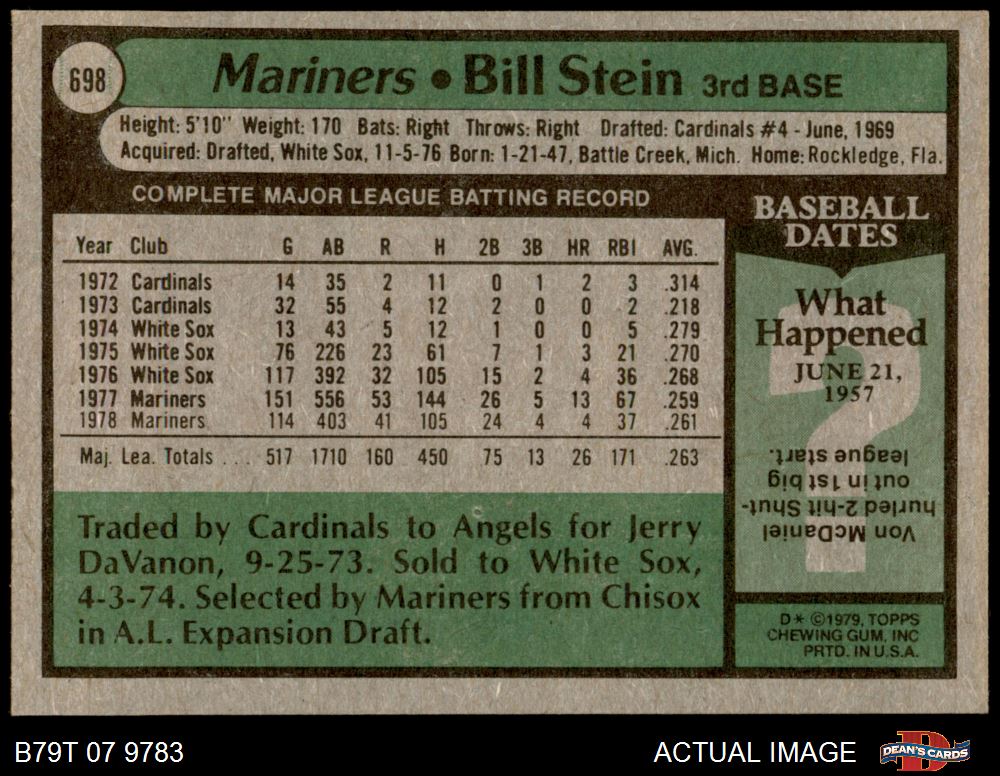 698
Mariners • Bill Stein 3rd BASE
Height: 5'10" Weight: 170 Bats: Right Throws: Right Drafted: Cardinals #4 - June, 1969
Acquired: Drafted, White Sox, 11-5-76 Born: 1-21-47, Battle Creek, Mich. Home: Rockledge, Fla.
COMPLETE MAJOR LEAGUE BATTING RECORD
Year Club G AB R H 2B 3B HR RBI AVG.
1972 Cardinals 14 35 2 11 0 1 2 3 .314
1973 Cardinals 32 55 4 12 2 0 0 2 .218
1974 White Sox 13 43 5 12 1 0 0 5 .279
1975 White Sox 76 226 23 61 7 1 3 21 .270
1976 White Sox 117 392 32 105 15 2 4 36 .268
1977 Mariners 151 556 53 144 26 5 13 67 .259
1978 Mariners 114 403 41 105 24 4 4 37 .261
Maj. Lea. Totals ... 517 1710 160 450 75 13 26 171 .263
Traded by Cardinals to Angels for Jerry
DaVanon, 9-25-73. Sold to White Sox,
4-3-74. Selected by Mariners from Chisox
in A.L. Expansion Draft.
BASEBALL
DATES
What
Happened
JUNE 21,
1957
?
Von McDaniel
hurled 2-hit Shut-
out in 1st big
league start.
D* ©1979, TOPPS
CHEWING GUM, INC
PRTD. IN U.S.A.
B79T 07 9783
ACTUAL IMAGE
D
DEAN'S CARDS